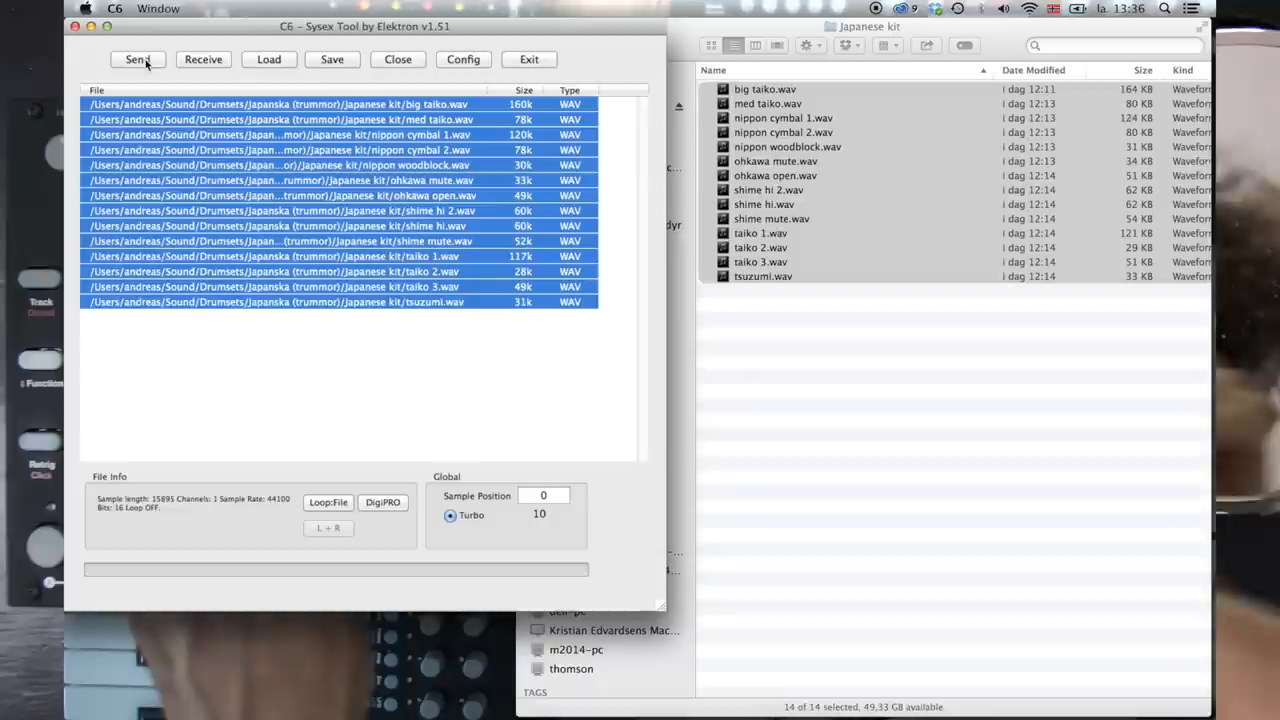 C6 Window
9
la. 13:36
C6 – Sysex Tool by Elektron v1.51
Send Receive Load Save Close Config Exit
File Size Type
/Users/andreas/Sound/Drumsets/Japanska (trummor)/Japanese kit/big taiko.wav 160k WAV
/Users/andreas/Sound/Drumsets/Japanska (trummor)/Japanese kit/med taiko.wav 78k WAV
/Users/andreas/Sound/Drumsets/Japan...mor)/Japanese kit/nippon cymbal 1.wav 120k WAV
/Users/andreas/Sound/Drumsets/Japan...mor)/Japanese kit/nippon cymbal 2.wav 78k WAV
/Users/andreas/Sound/Drumsets/Japan...or)/Japanese kit/nippon woodblock.wav 30k WAV
/Users/andreas/Sound/Drumsets/Japan...rummor)/Japanese kit/ohkawa mute.wav 33k WAV
/Users/andreas/Sound/Drumsets/Japan...trummor)/Japanese kit/ohkawa open.wav 49k WAV
/Users/andreas/Sound/Drumsets/Japanska (trummor)/Japanese kit/shime hi 2.wav 60k WAV
/Users/andreas/Sound/Drumsets/Japanska (trummor)/Japanese kit/shime hi.wav 60k WAV
/Users/andreas/Sound/Drumsets/Japan...(trummor)/Japanese kit/shime mute.wav 52k WAV
/Users/andreas/Sound/Drumsets/Japanska (trummor)/Japanese kit/taiko 1.wav 117k WAV
/Users/andreas/Sound/Drumsets/Japanska (trummor)/Japanese kit/taiko 2.wav 28k WAV
/Users/andreas/Sound/Drumsets/Japanska (trummor)/Japanese kit/taiko 3.wav 49k WAV
/Users/andreas/Sound/Drumsets/Japanska (trummor)/Japanese kit/tsuzumi.wav 31k WAV
File Info
Sample length: 15895 Channels: 1 Sample Rate: 44100
Bits: 16 Loop OFF.
Loop:File DigiPRO
L + R
Global
Sample Position 0
Turbo 10
Japanese kit
Name Date Modified Size Kind
big taiko.wav i dag 12:11 164 KB Waveform
med taiko.wav i dag 12:13 80 KB Waveform
nippon cymbal 1.wav i dag 12:13 124 KB Waveform
nippon cymbal 2.wav i dag 12:13 80 KB Waveform
nippon woodblock.wav i dag 12:13 31 KB Waveform
ohkawa mute.wav i dag 12:13 34 KB Waveform
ohkawa open.wav i dag 12:14 51 KB Waveform
shime hi 2.wav i dag 12:14 62 KB Waveform
shime hi.wav i dag 12:14 62 KB Waveform
shime mute.wav i dag 12:14 54 KB Waveform
taiko 1.wav i dag 12:14 121 KB Waveform
taiko 2.wav i dag 12:14 29 KB Waveform
taiko 3.wav i dag 12:14 51 KB Waveform
tsuzumi.wav i dag 12:14 33 KB Waveform
Kristian Edvardsens Mac...
m2014-pc
thomson
TAGS
14 of 14 selected, 49,33 GB available
Track
Function
Retrig
Click